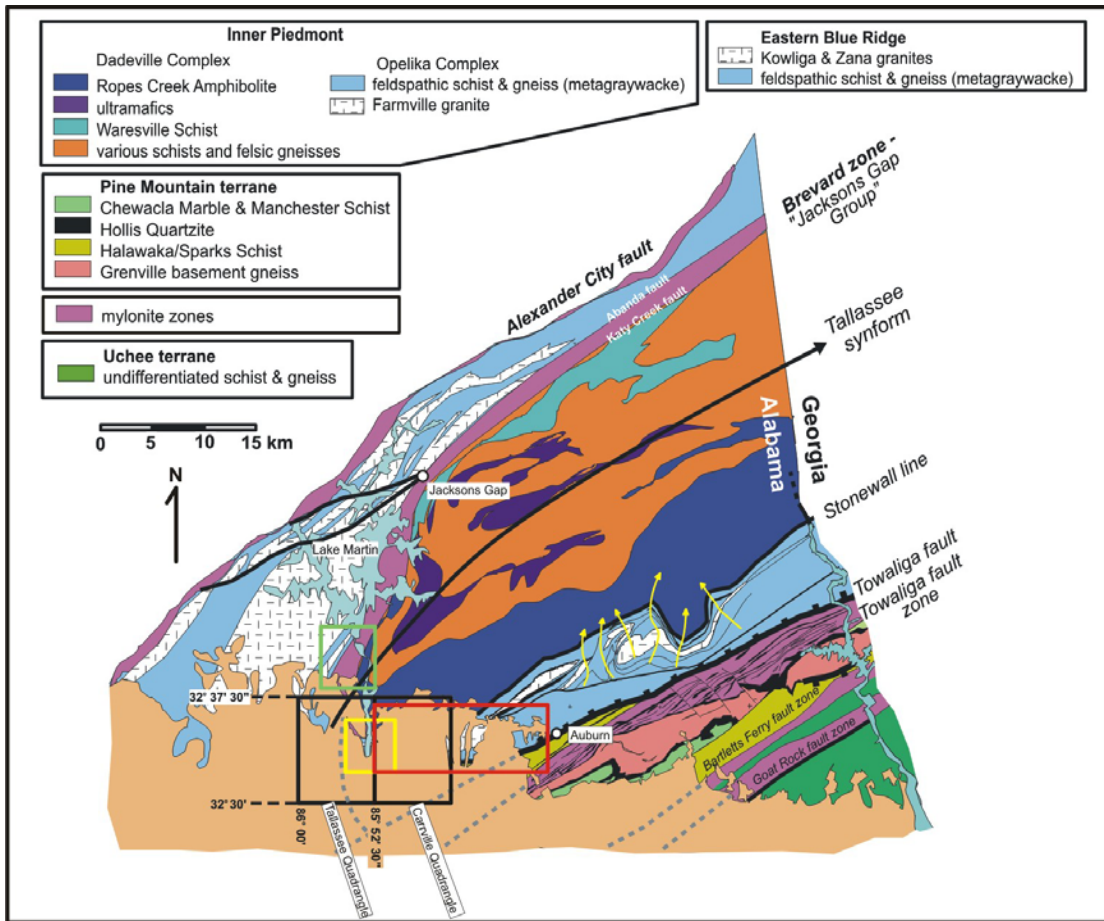 Inner Piedmont
Dadeville Complex
Ropes Creek Amphibolite
ultramafics
Waresville Schist
various schists and felsic gneisses
Opelika Complex
feldspathic schist & gneiss (metagraywacke)
Farmville granite
Eastern Blue Ridge
Kowliga & Zana granites
feldspathic schist & gneiss (metagraywacke)
Pine Mountain terrane
Chewacla Marble & Manchester Schist
Hollis Quartzite
Halawaka/Sparks Schist
Grenville basement gneiss
mylonite zones
Uchee terrane
undifferentiated schist & gneiss
0 5 10 15 km
N
Brevard zone -
"Jacksons Gap
Group"
Alexander City fault
Abanda fault
Katy Creek fault
Tallassee
synform
Georgia
Alabama
Jacksons Gap
Lake Martin
Stonewall line
Towaliga fault
Towaliga fault
zone
32° 37' 30"
Auburn
Bartletts Ferry fault zone
Goat Rock fault zone
32° 30'
86° 00'
85° 52' 30"
Tallassee Quadrangle
Carrville Quadrangle